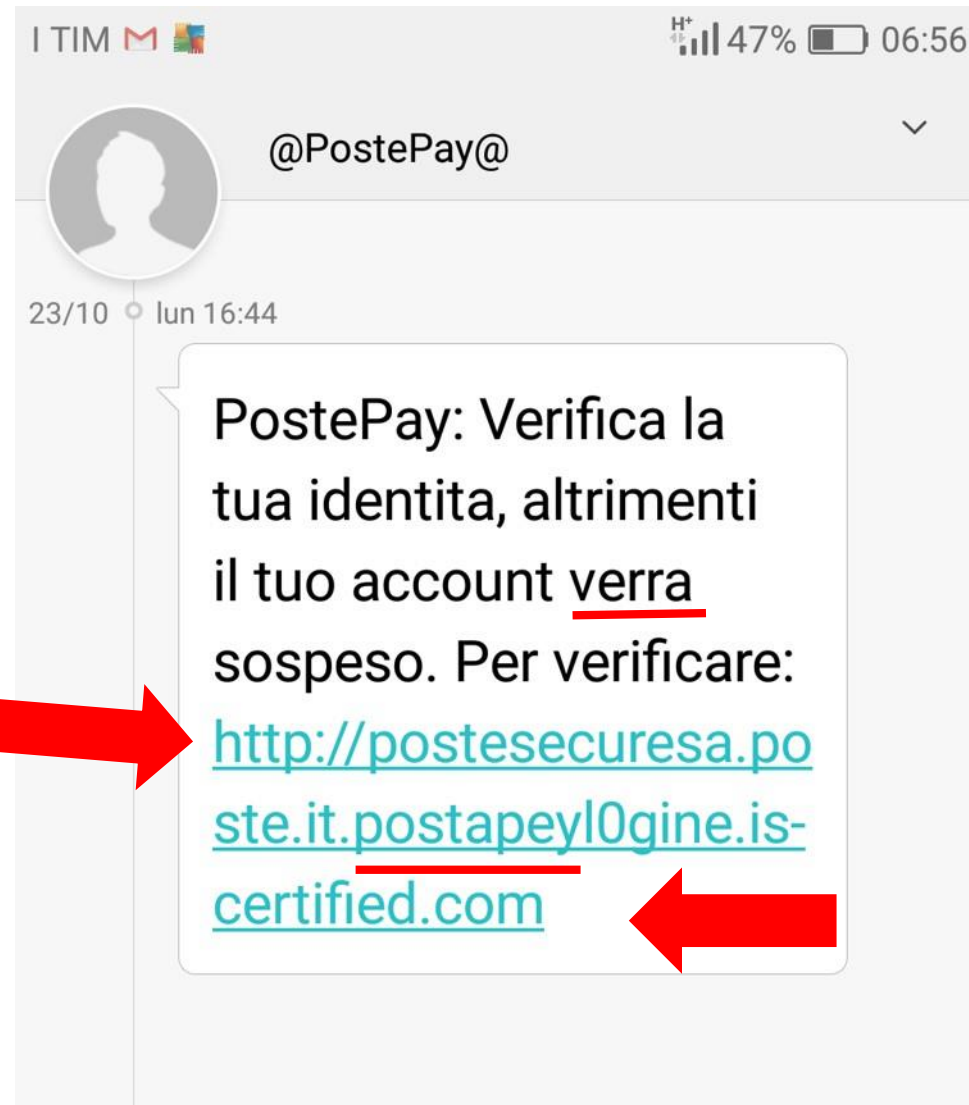 I TIM H+ 47% 06:56
@PostePay@
23/10 lun 16:44
PostePay: Verifica la
tua identita, altrimenti
il tuo account verra
sospeso. Per verificare:
http://postesecuresa.po
ste.it.postapeyl0gine.is-
certified.com